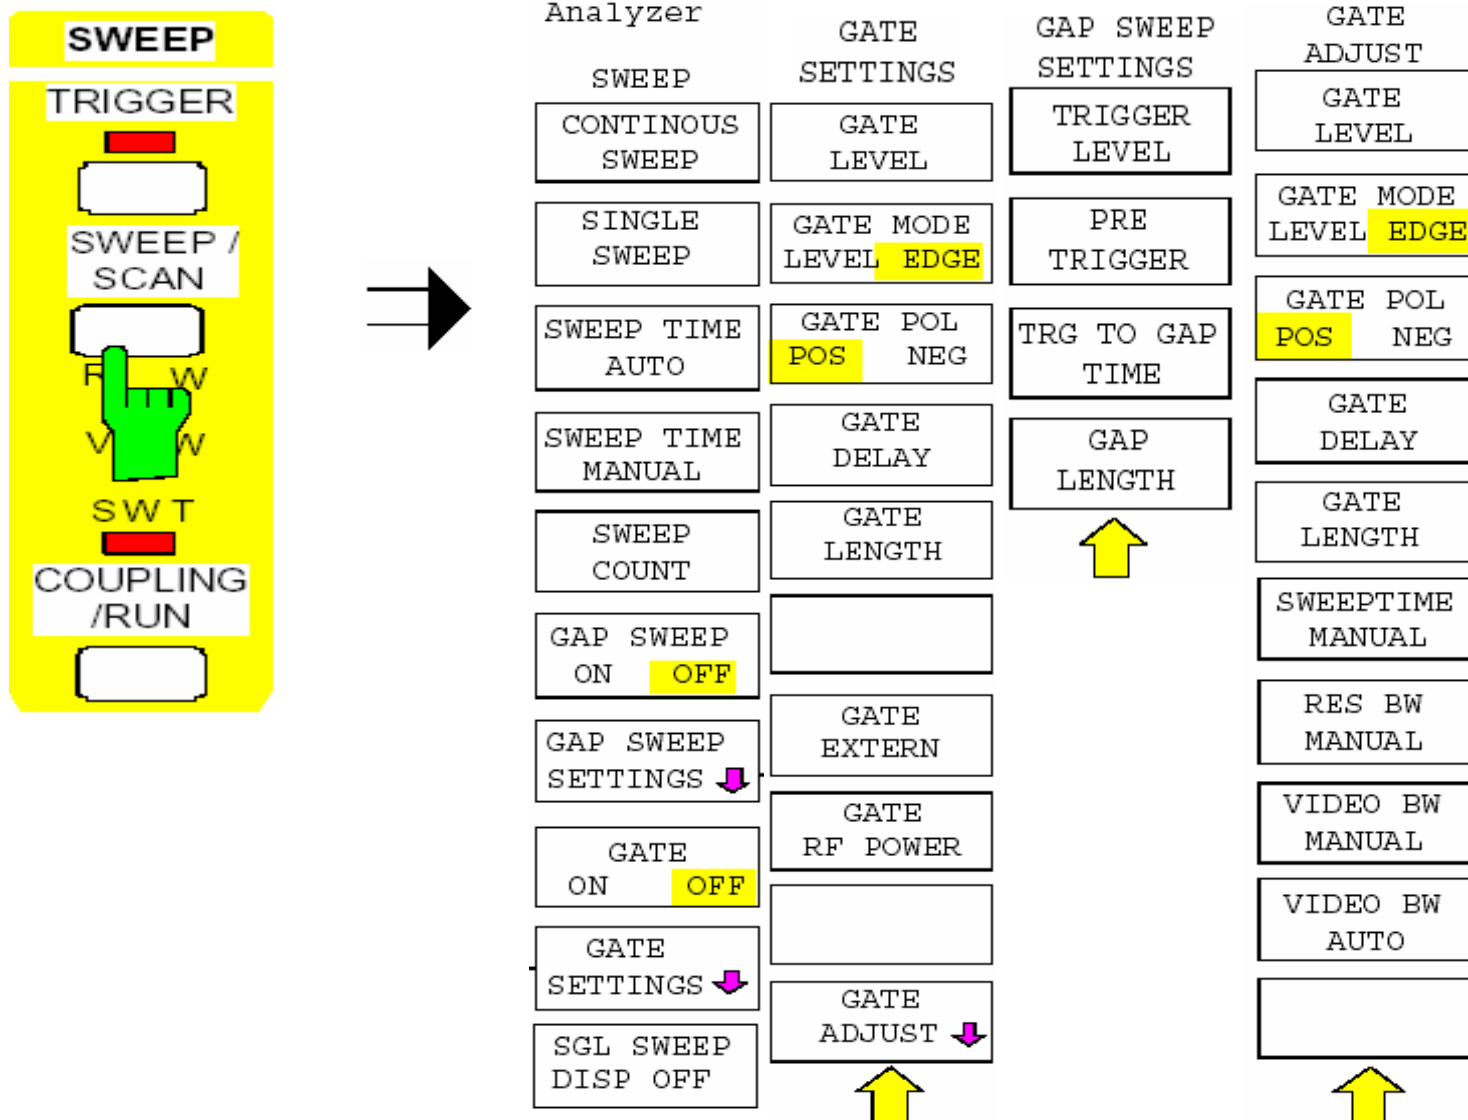 SWEEP
TRIGGER
SWEEP /
SCAN
R W
V W
SWT
COUPLING
/RUN
Analyzer
SWEEP
CONTINOUS
SWEEP
SINGLE
SWEEP
SWEEP TIME
AUTO
SWEEP TIME
MANUAL
SWEEP
COUNT
GAP SWEEP
ON OFF
GAP SWEEP
SETTINGS
GATE
ON OFF
GATE
SETTINGS
SGL SWEEP
DISP OFF
GATE
SETTINGS
GATE
LEVEL
GATE MODE
LEVEL EDGE
GATE POL
POS NEG
GATE
DELAY
GATE
LENGTH
GATE
EXTERN
GATE
RF POWER
GATE
ADJUST
GAP SWEEP
SETTINGS
TRIGGER
LEVEL
PRE
TRIGGER
TRG TO GAP
TIME
GAP
LENGTH
GATE
ADJUST
GATE
LEVEL
GATE MODE
LEVEL EDGE
GATE POL
POS NEG
GATE
DELAY
GATE
LENGTH
SWEEPTIME
MANUAL
RES BW
MANUAL
VIDEO BW
MANUAL
VIDEO BW
AUTO